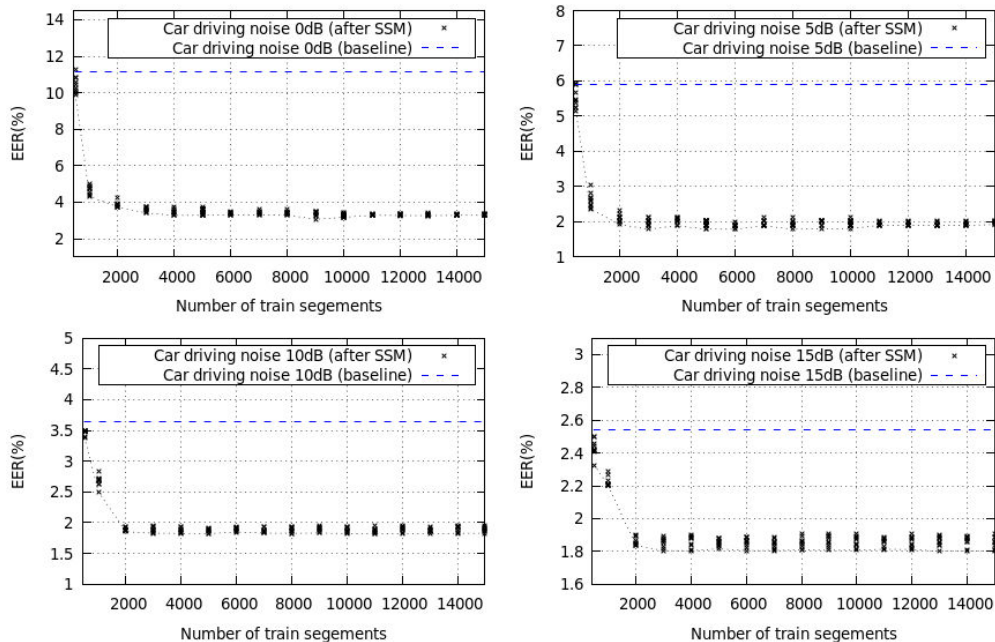 14
12
10
8
6
4
2
EER(%)
Car driving noise 0dB (after SSM)
Car driving noise 0dB (baseline)
2000 4000 6000 8000 10000 12000 14000
Number of train segements
8
7
6
5
4
3
2
1
EER(%)
Car driving noise 5dB (after SSM)
Car driving noise 5dB (baseline)
2000 4000 6000 8000 10000 12000 14000
Number of train segements
5
4.5
4
3.5
3
2.5
2
1.5
1
EER(%)
Car driving noise 10dB (after SSM)
Car driving noise 10dB (baseline)
2000 4000 6000 8000 10000 12000 14000
Number of train segements
3
2.8
2.6
2.4
2.2
2
1.8
1.6
EER(%)
Car driving noise 15dB (after SSM)
Car driving noise 15dB (baseline)
2000 4000 6000 8000 10000 12000 14000
Number of train segements